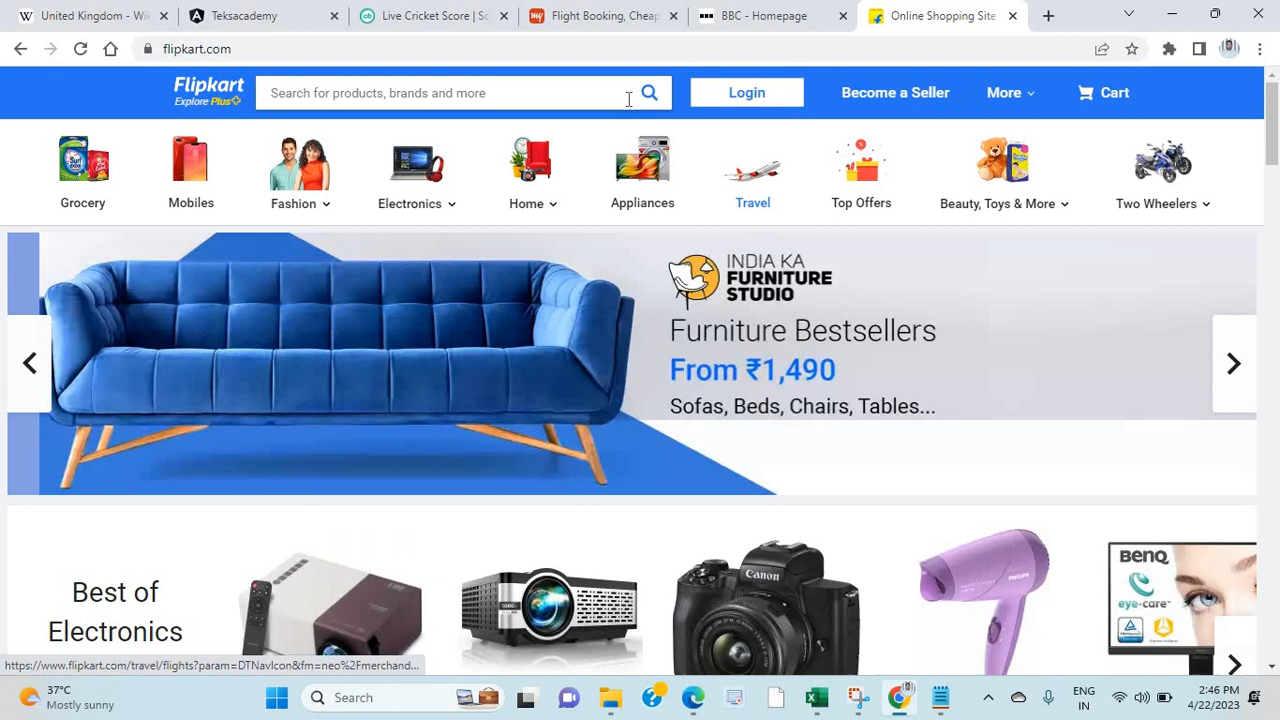 United Kingdom - Wiki
Teksacademy
Live Cricket Score | Sc
Flight Booking, Cheap
BBC - Homepage
Online Shopping Site
flipkart.com
Flipkart
Explore Plus
Search for products, brands and more
Login
Become a Seller
More
Cart
Grocery
Mobiles
Fashion
Electronics
Home
Appliances
Travel
Top Offers
Beauty, Toys & More
Two Wheelers
INDIA KA
FURNITURE
STUDIO
Furniture Bestsellers
From ₹1,490
Sofas, Beds, Chairs, Tables...
Best of
Electronics
Canon
PHILIPS
BENQ
eye-care™
https://www.flipkart.com/travel/flights?param=DTNavIcon&fm=neo%2Fmerchand...
37°C
Mostly sunny
Search
ENG
IN
2:46 PM
4/22/2023